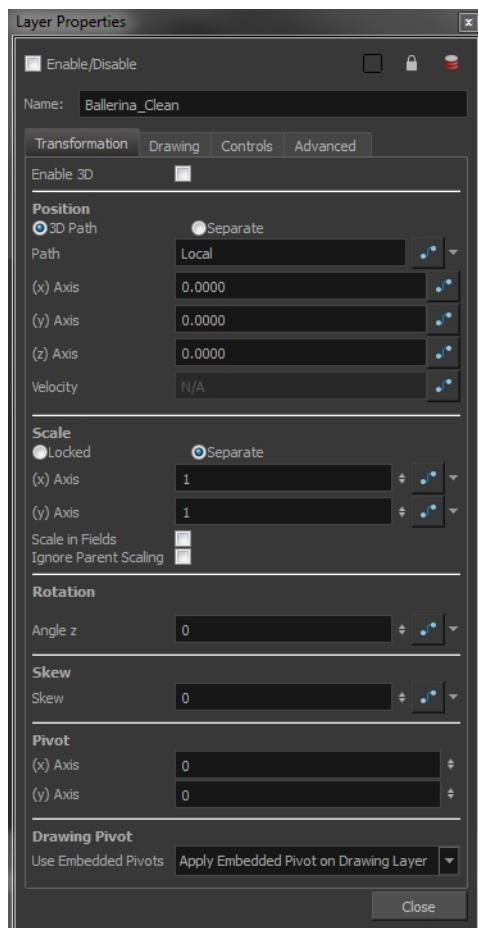 Layer Properties
Enable/Disable
Name: Ballerina_Clean
Transformation Drawing Controls Advanced
Enable 3D
Position
3D Path Separate
Path Local
(x) Axis 0.0000
(y) Axis 0.0000
(z) Axis 0.0000
Velocity N/A
Scale
Locked Separate
(x) Axis 1
(y) Axis 1
Scale in Fields
Ignore Parent Scaling
Rotation
Angle z 0
Skew
Skew 0
Pivot
(x) Axis 0
(y) Axis 0
Drawing Pivot
Use Embedded Pivots Apply Embedded Pivot on Drawing Layer
Close